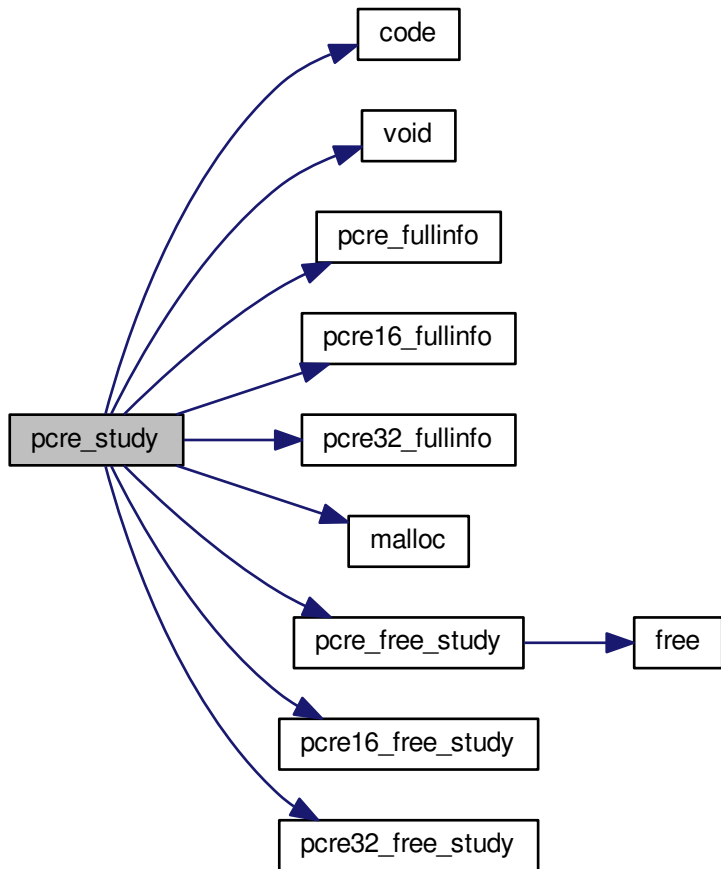 code
void
pcre_fullinfo
pcre16_fullinfo
pcre32_fullinfo
pcre_study
malloc
pcre_free_study
free
pcre16_free_study
pcre32_free_study